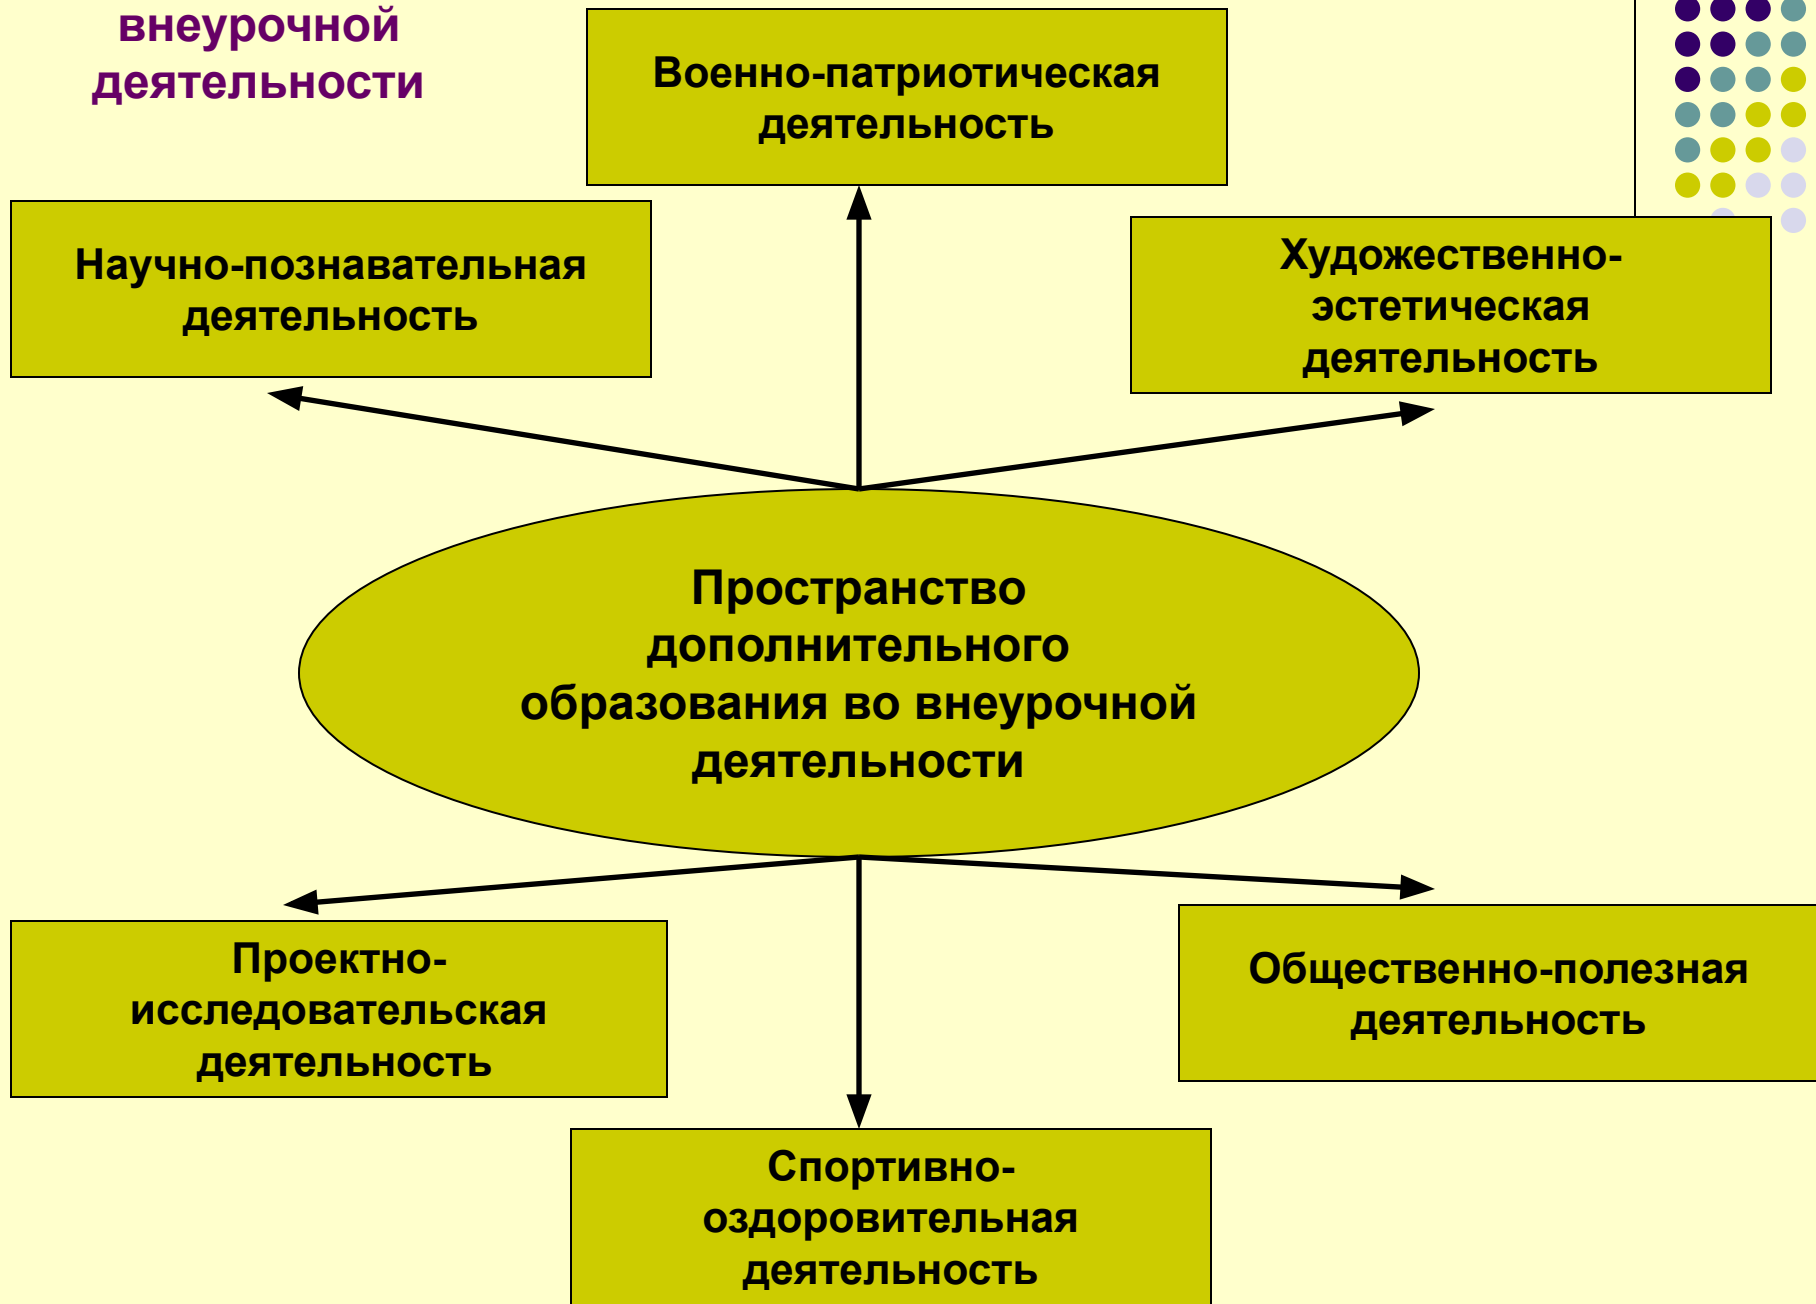 внеурочной
деятельности
Военно-патриотическая
деятельность
Научно-познавательная
деятельность
Художественно-
эстетическая
деятельность
Пространство
дополнительного
образования во внеурочной
деятельности
Проектно-
исследовательская
деятельность
Общественно-полезная
деятельность
Спортивно-
оздоровительная
деятельность